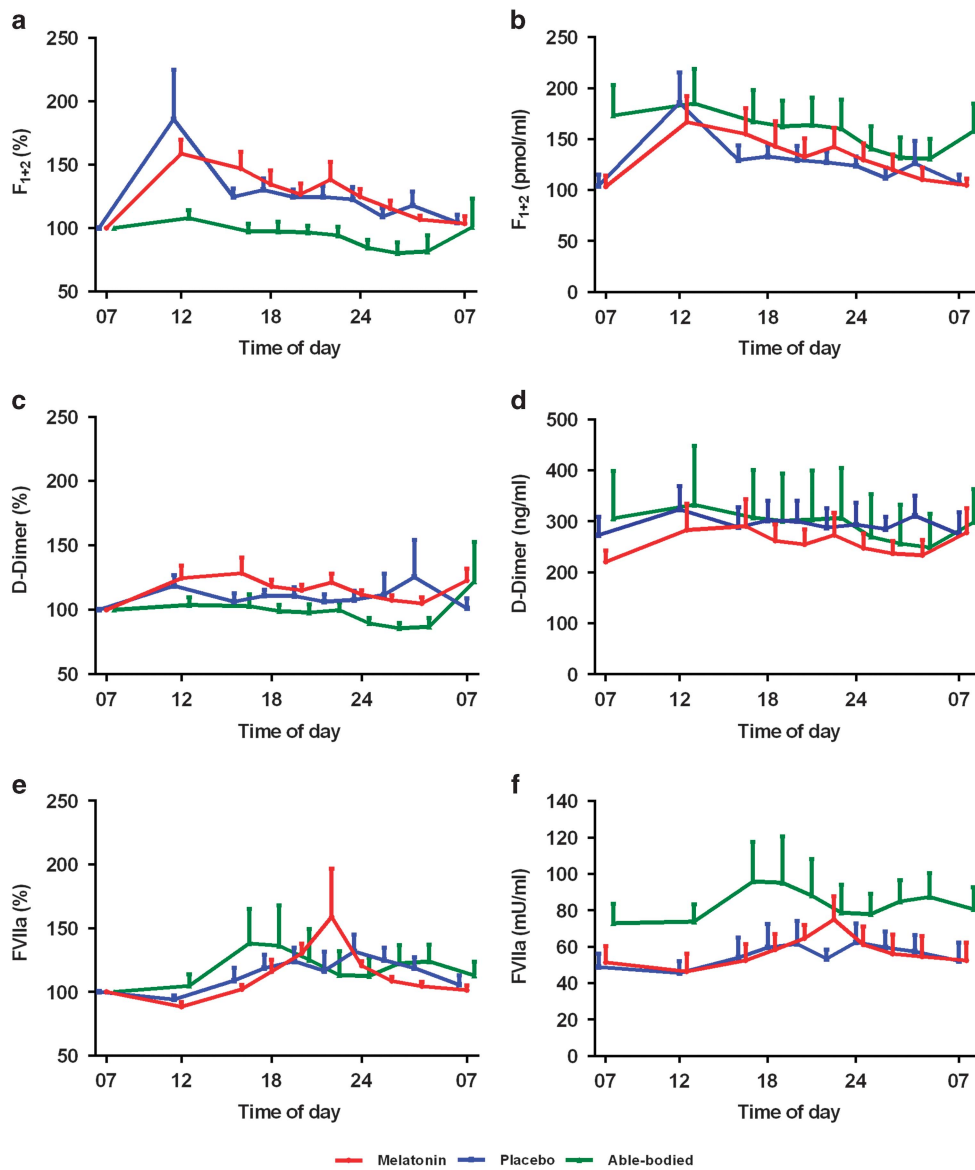 a
b
250
200
150
100
50
F1+2 (%)
07 12 18 24 07
Time of day
250
200
150
100
50
0
F1+2 (pmol/ml)
07 12 18 24 07
Time of day
c
d
250
200
150
100
50
D-Dimer (%)
07 12 18 24 07
Time of day
500
400
300
200
100
0
D-Dimer (ng/ml)
07 12 18 24 07
Time of day
e
f
250
200
150
100
50
FVIIa (%)
07 12 18 24 07
Time of day
140
120
100
80
60
40
20
0
FVIIa (mU/ml)
07 12 18 24 07
Time of day
Melatonin Placebo Able-bodied